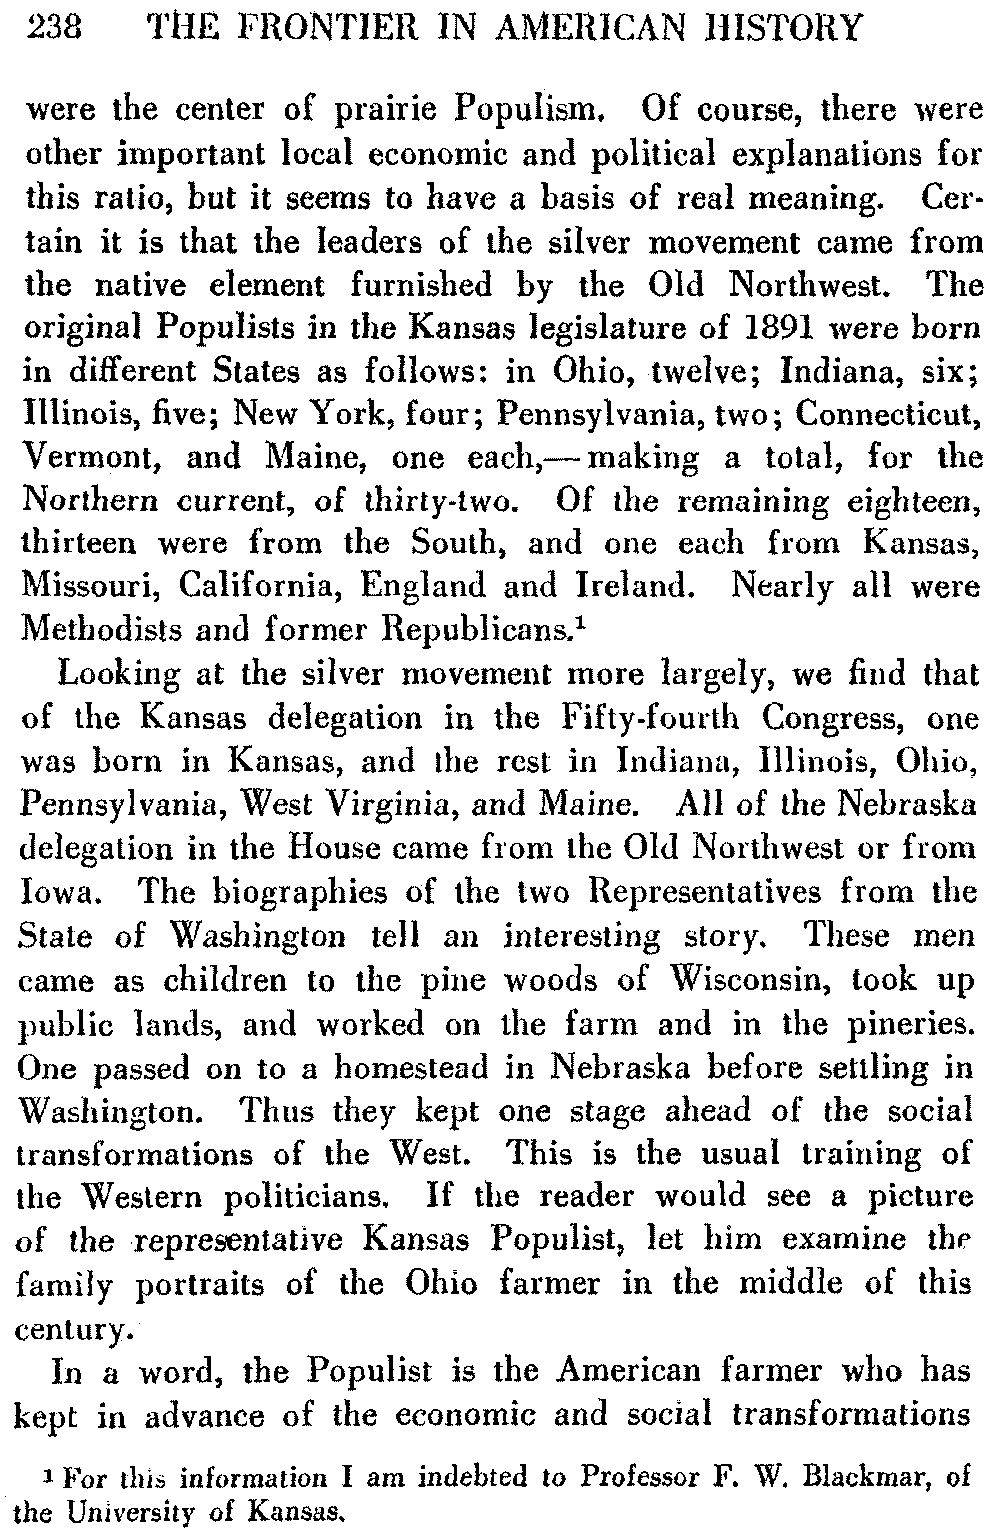 238 THE FRONTIER IN AMERICAN HISTORY
were the center of prairie Populism. Of course, there were
other important local economic and political explanations for
this ratio, but it seems to have a basis of real meaning. Cer-
tain it is that the leaders of the silver movement came from
the native element furnished by the Old Northwest. The
original Populists in the Kansas legislature of 1891 were born
in different States as follows: in Ohio, twelve; Indiana, six;
Illinois, five; New York, four; Pennsylvania, two; Connecticut,
Vermont, and Maine, one each,—making a total, for the
Northern current, of thirty-two. Of the remaining eighteen,
thirteen were from the South, and one each from Kansas,
Missouri, California, England and Ireland. Nearly all were
Methodists and former Republicans.¹
Looking at the silver movement more largely, we find that
of the Kansas delegation in the Fifty-fourth Congress, one
was born in Kansas, and the rest in Indiana, Illinois, Ohio,
Pennsylvania, West Virginia, and Maine. All of the Nebraska
delegation in the House came from the Old Northwest or from
Iowa. The biographies of the two Representatives from the
State of Washington tell an interesting story. These men
came as children to the pine woods of Wisconsin, took up
public lands, and worked on the farm and in the pineries.
One passed on to a homestead in Nebraska before settling in
Washington. Thus they kept one stage ahead of the social
transformations of the West. This is the usual training of
the Western politicians. If the reader would see a picture
of the representative Kansas Populist, let him examine the
family portraits of the Ohio farmer in the middle of this
century.
In a word, the Populist is the American farmer who has
kept in advance of the economic and social transformations
¹ For this information I am indebted to Professor F. W. Blackmar, of
the University of Kansas.